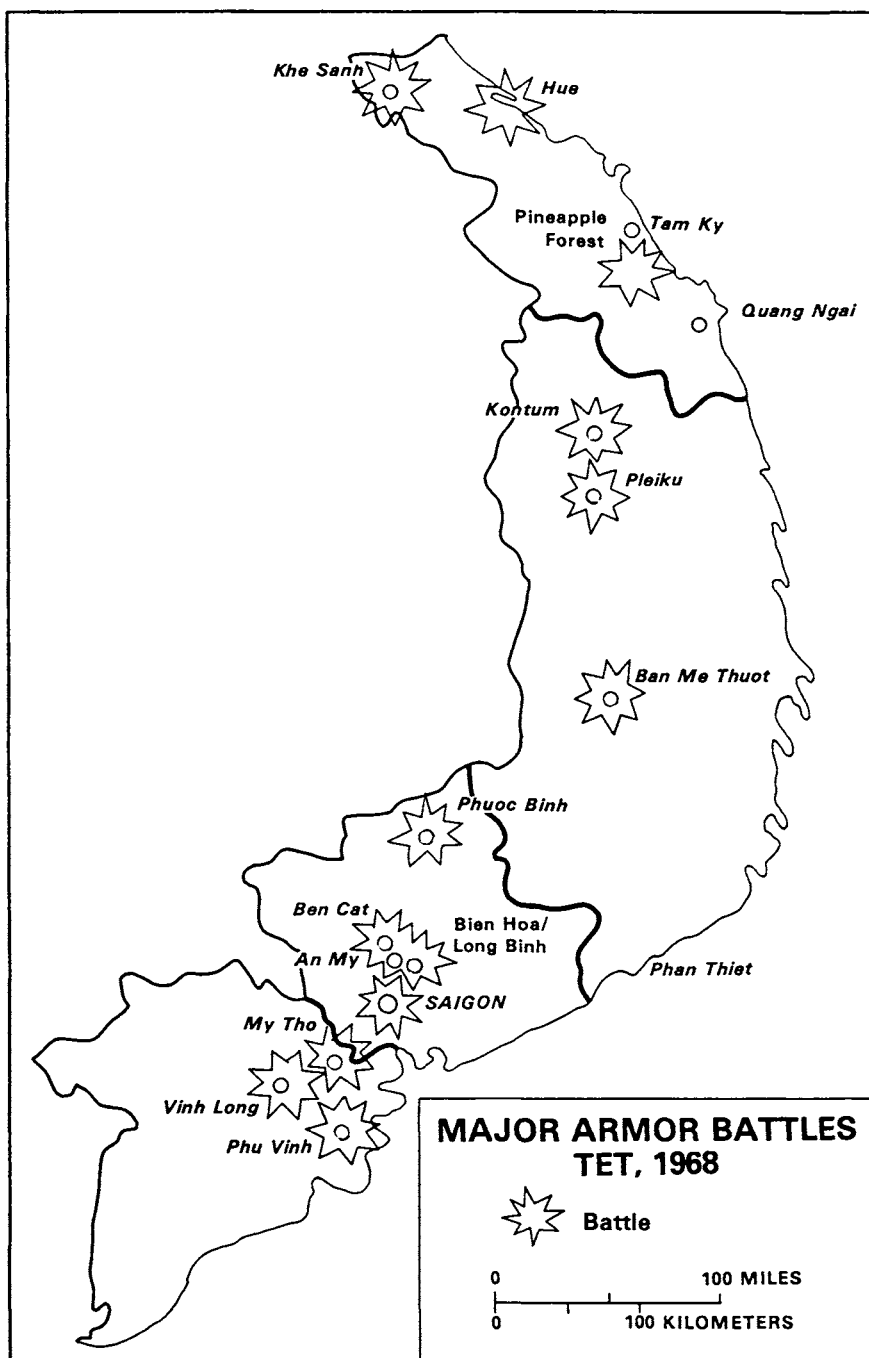 Khe Sanh
Hue
Pineapple
Forest
Tam Ky
Quang Ngai
Kontum
Pleiku
Ban Me Thuot
Phuoc Binh
Ben Cat
Bien Hoa/
Long Binh
An My
Phan Thiet
SAIGON
My Tho
Vinh Long
Phu Vinh
MAJOR ARMOR BATTLES
TET, 1968
Battle
0 100 MILES
0 100 KILOMETERS